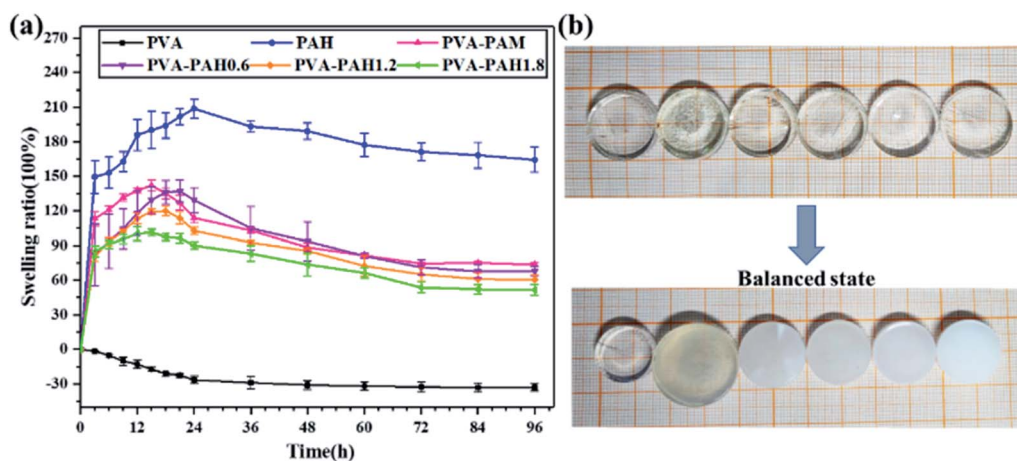 (a)
270
240
210
180
150
120
90
60
30
0
-30
Swelling ratio(100%)
PVA PAH PVA-PAM
PVA-PAH0.6 PVA-PAH1.2 PVA-PAH1.8
0 12 24 36 48 60 72 84 96
Time(h)
(b)
Balanced state